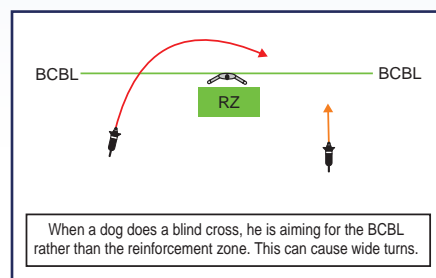 BCBL BCBL
RZ
When a dog does a blind cross, he is aiming for the BCBL
rather than the reinforcement zone. This can cause wide turns.